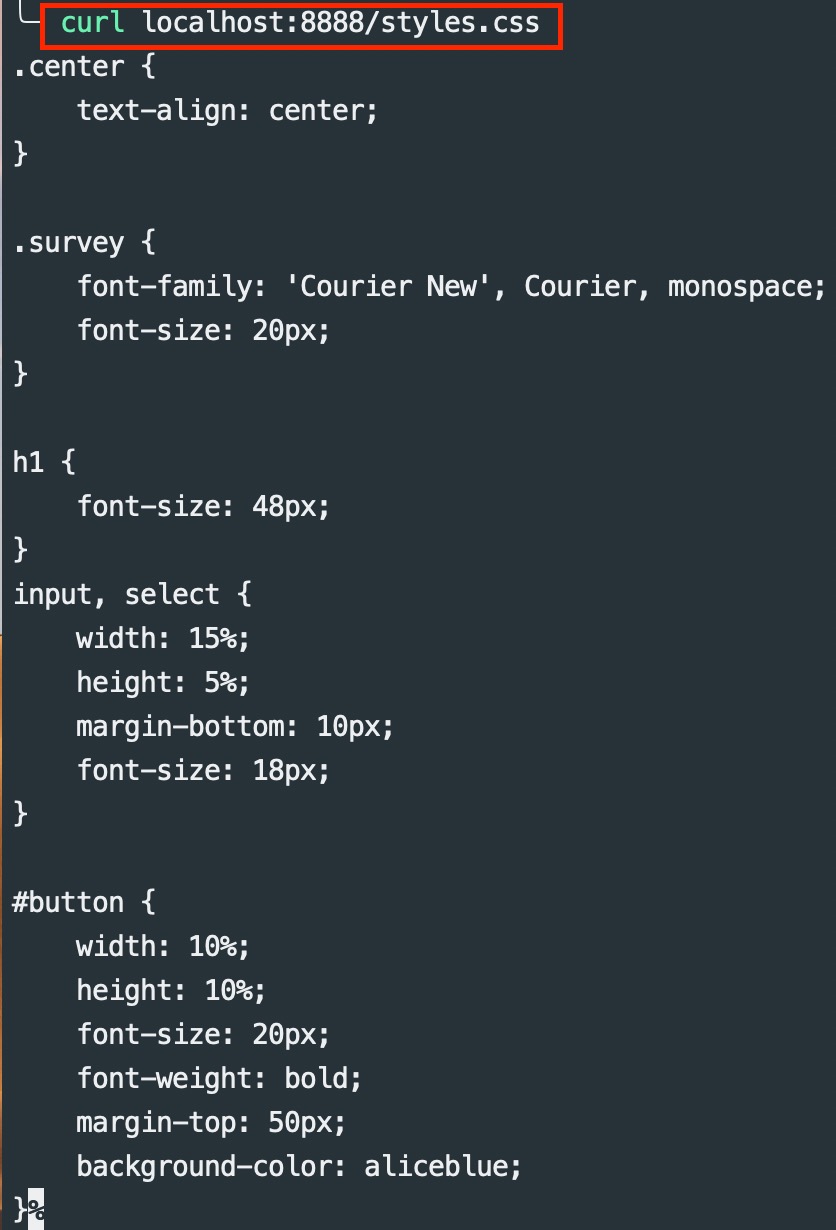 curl localhost:8888/styles.css
.center {
    text-align: center;
}

.survey {
    font-family: 'Courier New', Courier, monospace;
    font-size: 20px;
}

h1 {
    font-size: 48px;
}
input, select {
    width: 15%;
    height: 5%;
    margin-bottom: 10px;
    font-size: 18px;
}

#button {
    width: 10%;
    height: 10%;
    font-size: 20px;
    font-weight: bold;
    margin-top: 50px;
    background-color: aliceblue;
}%